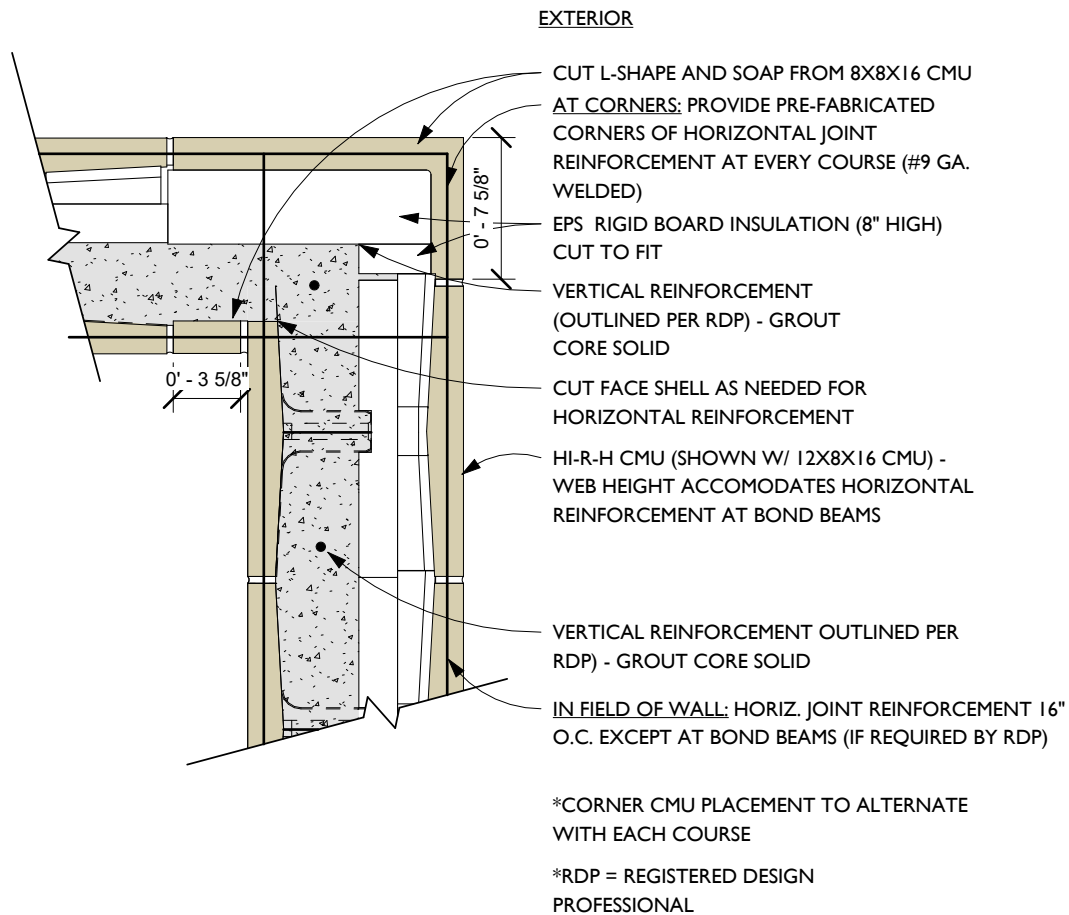 EXTERIOR
CUT L-SHAPE AND SOAP FROM 8X8X16 CMU
AT CORNERS: PROVIDE PRE-FABRICATED
CORNERS OF HORIZONTAL JOINT
REINFORCEMENT AT EVERY COURSE (#9 GA.
WELDED)
0' - 7 5/8"
EPS RIGID BOARD INSULATION (8" HIGH)
CUT TO FIT
VERTICAL REINFORCEMENT
(OUTLINED PER RDP) - GROUT
CORE SOLID
0' - 3 5/8"
CUT FACE SHELL AS NEEDED FOR
HORIZONTAL REINFORCEMENT
HI-R-H CMU (SHOWN W/ 12X8X16 CMU) -
WEB HEIGHT ACCOMODATES HORIZONTAL
REINFORCEMENT AT BOND BEAMS
VERTICAL REINFORCEMENT OUTLINED PER
RDP) - GROUT CORE SOLID
IN FIELD OF WALL: HORIZ. JOINT REINFORCEMENT 16"
O.C. EXCEPT AT BOND BEAMS (IF REQUIRED BY RDP)
*CORNER CMU PLACEMENT TO ALTERNATE
WITH EACH COURSE
*RDP = REGISTERED DESIGN
PROFESSIONAL